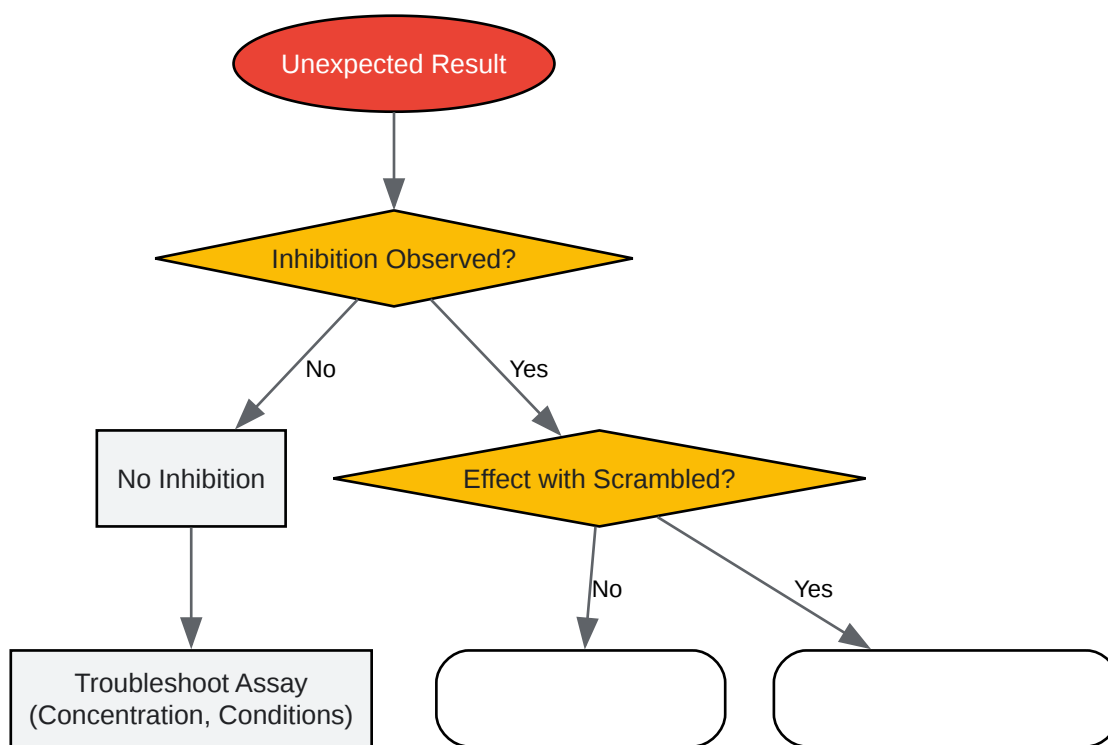 Unexpected Result
Inhibition Observed?
No
Yes
No Inhibition
Effect with Scrambled?
No
Yes
Troubleshoot Assay
(Concentration, Conditions)